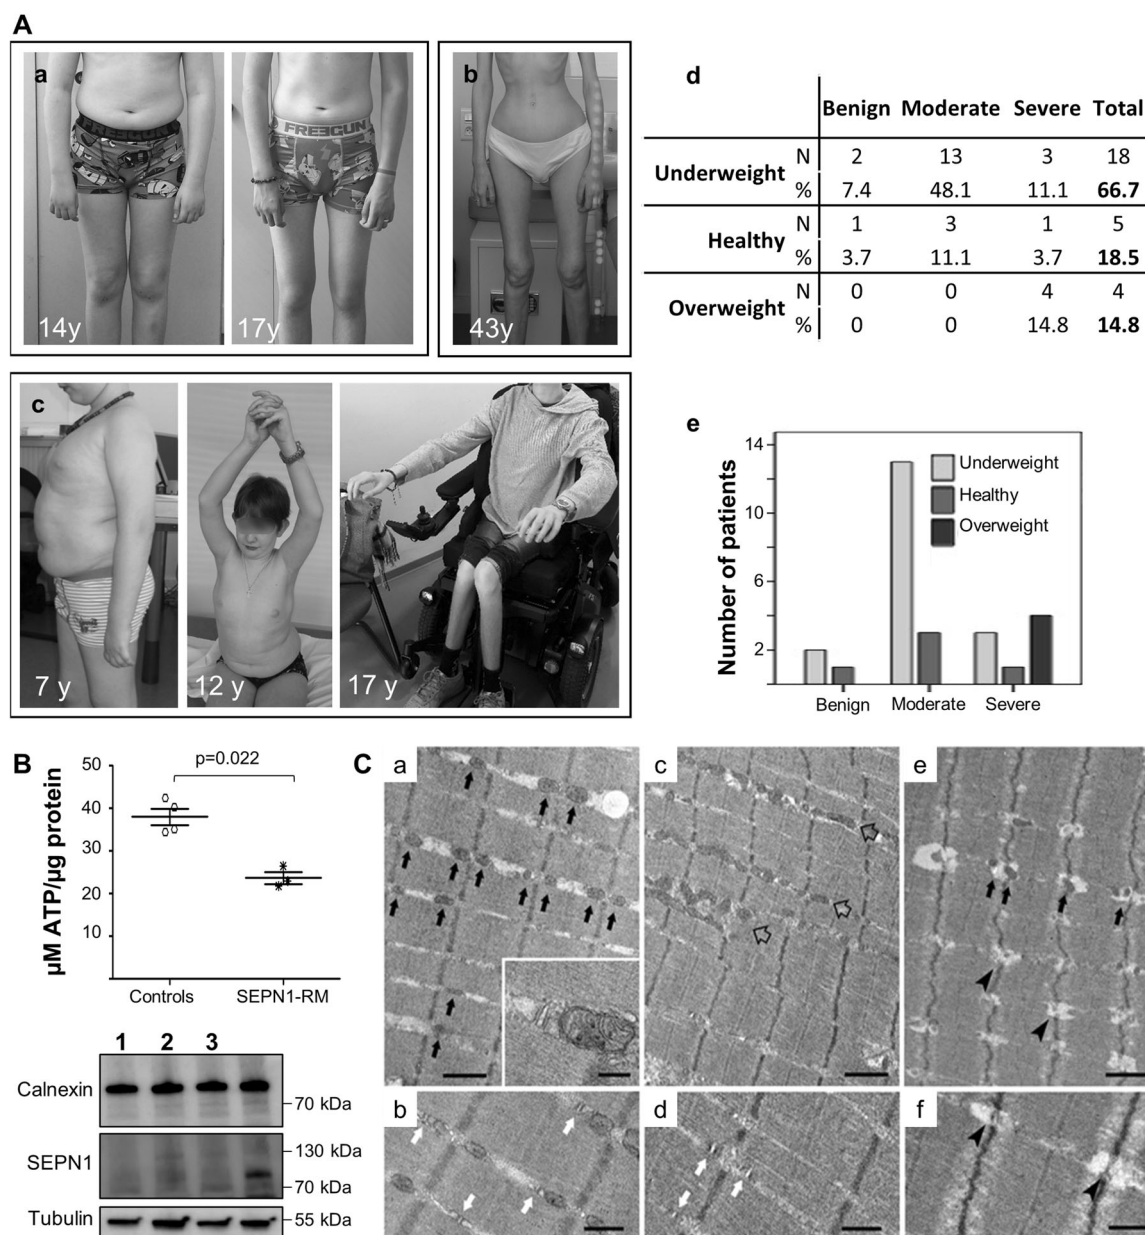 A
a
FREEGUN
14y
17y
b
43y
c
7 y
12 y
17 y
d
Benign Moderate Severe Total
Underweight N 2 13 3 18
% 7.4 48.1 11.1 66.7
Healthy N 1 3 1 5
% 3.7 11.1 3.7 18.5
Overweight N 0 0 4 4
% 0 0 14.8 14.8
e
Number of patients
14
10
6
2
Underweight
Healthy
Overweight
Benign Moderate Severe
B
p=0.022
µM ATP/µg protein
50
40
30
20
10
Controls SEPN1-RM
1 2 3
Calnexin
70 kDa
SEPN1
130 kDa
70 kDa
Tubulin
55 kDa
C
a
c
e
b
d
f